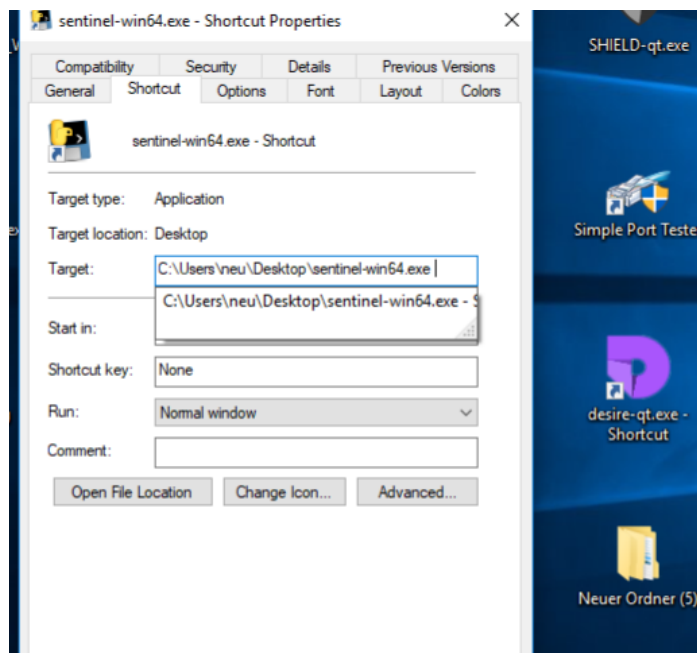 sentinel-win64.exe - Shortcut Properties
SHIELD-qt.exe
Compatibility Security Details Previous Versions
General Shortcut Options Font Layout Colors
sentinel-win64.exe - Shortcut
Target type: Application
Target location: Desktop
Target: C:\Users\neu\Desktop\sentinel-win64.exe
C:\Users\neu\Desktop\sentinel-win64.exe - S
Start in:
Shortcut key: None
Run: Normal window
Comment:
Open File Location Change Icon... Advanced...
Simple Port Teste
desire-qt.exe -
Shortcut
Neuer Ordner (5)